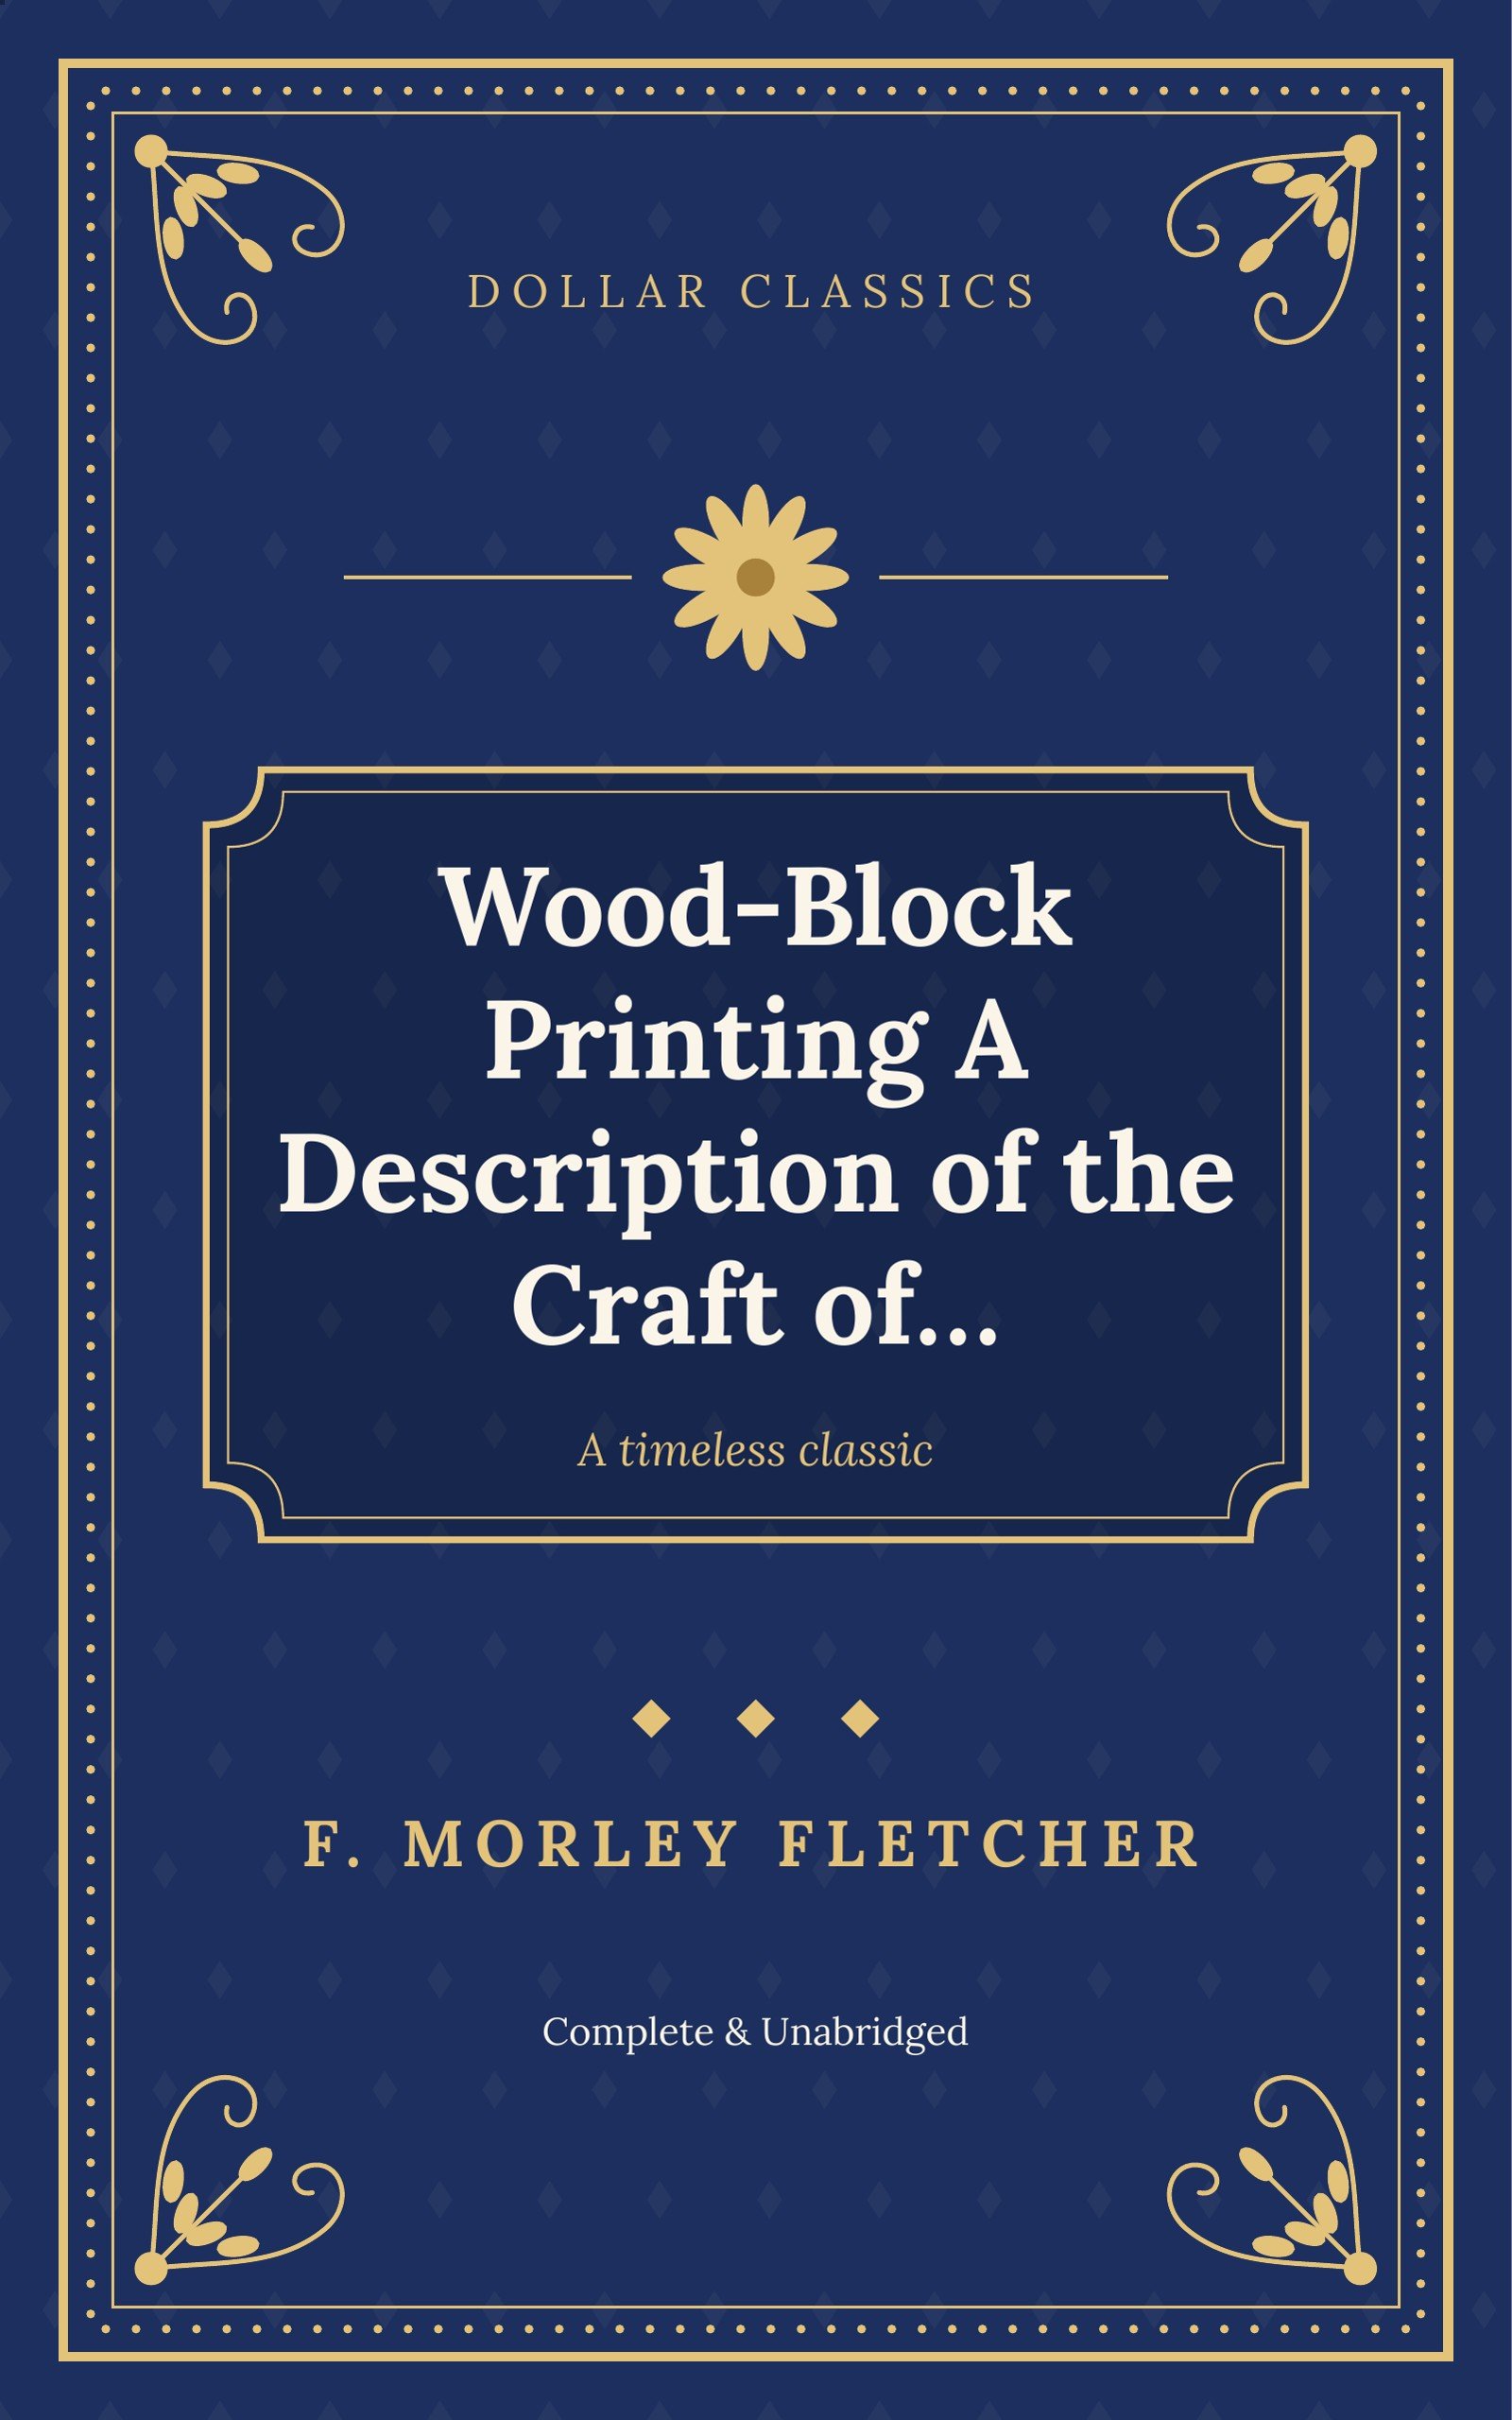 DOLLAR CLASSICS
Wood-Block
Printing A
Description of the
Craft of...
A timeless classic
F. MORLEY FLETCHER
Complete & Unabridged